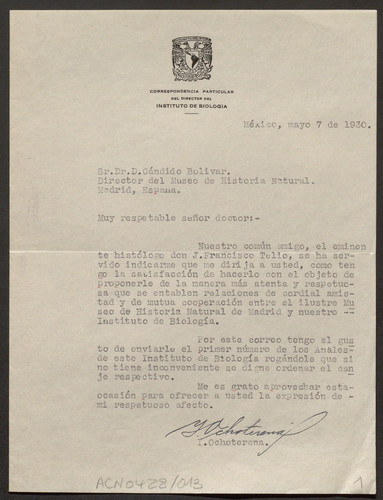 CORRESPONDENCIA PARTICULAR
DEL DIRECTOR DEL
INSTITUTO DE BIOLOGIA
México, mayo 7 de 1930.
Sr.Dr.D.Cándido Bolivar.
Director del Museo de Historia Natural.
Madrid, España.
Muy respetable señor doctor:-
Nuestro común amigo, el eminen
te histólogo don J.Francisco Tello, se ha ser
vido indicarme que me dirija a usted, como ten
go la satisfacción de hacerlo con el objeto de
proponerle de la manera más atenta y respetuo
sa que se entablen relaciones de cordial amis-
tad y de mutua cooperación entre el ilustre Mu
seo de Historia Natural de Madrid y nuestro --
Instituto de Biología.
Por este correo tengo el gus
to de enviarle el primer número de los Anales-
de este Instituto de Biología rogándole que si
no tiene inconveniente se digne ordenar el can
je respectivo.
Me es grato aprovechar esta-
ocasión para ofrecer a usted la expresión de -
mi respetuoso afecto.
I.Ochoterena
I.Ochoterena.
ACN0428/013
1